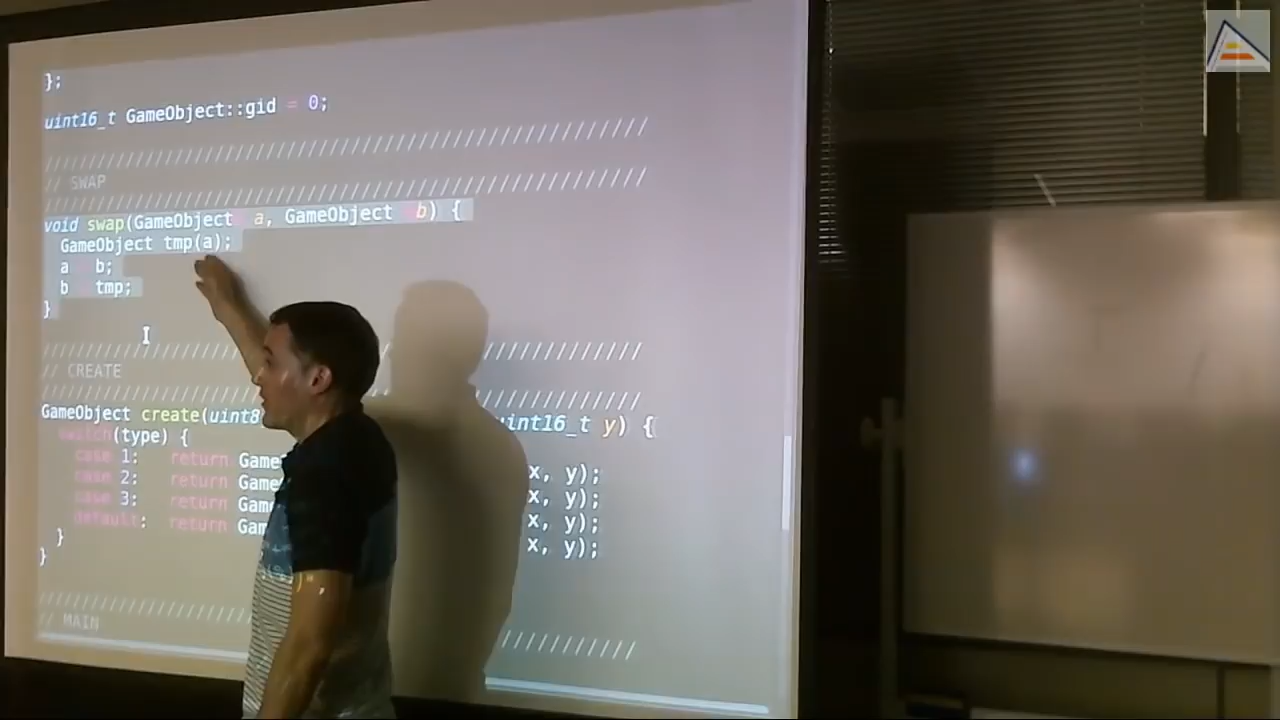 };
uint16_t GameObject::gid = 0;
////////////////////////////////////////////////////////
// SWAP
////////////////////////////////////////////////////////
void swap(GameObject a, GameObject b) {
GameObject tmp(a);
a b;
b tmp;
}
////////////////////////////////////////////////////////
// CREATE
////////////////////////////////////////////////////////
GameObject create(uint8 uint16_t y) {
switch(type) {
case 1: return Game x, y);
case 2: return Game x, y);
case 3: return Game x, y);
default: return Gam x, y);
}
}
////////////////////////////////////////////////////////
// MAIN